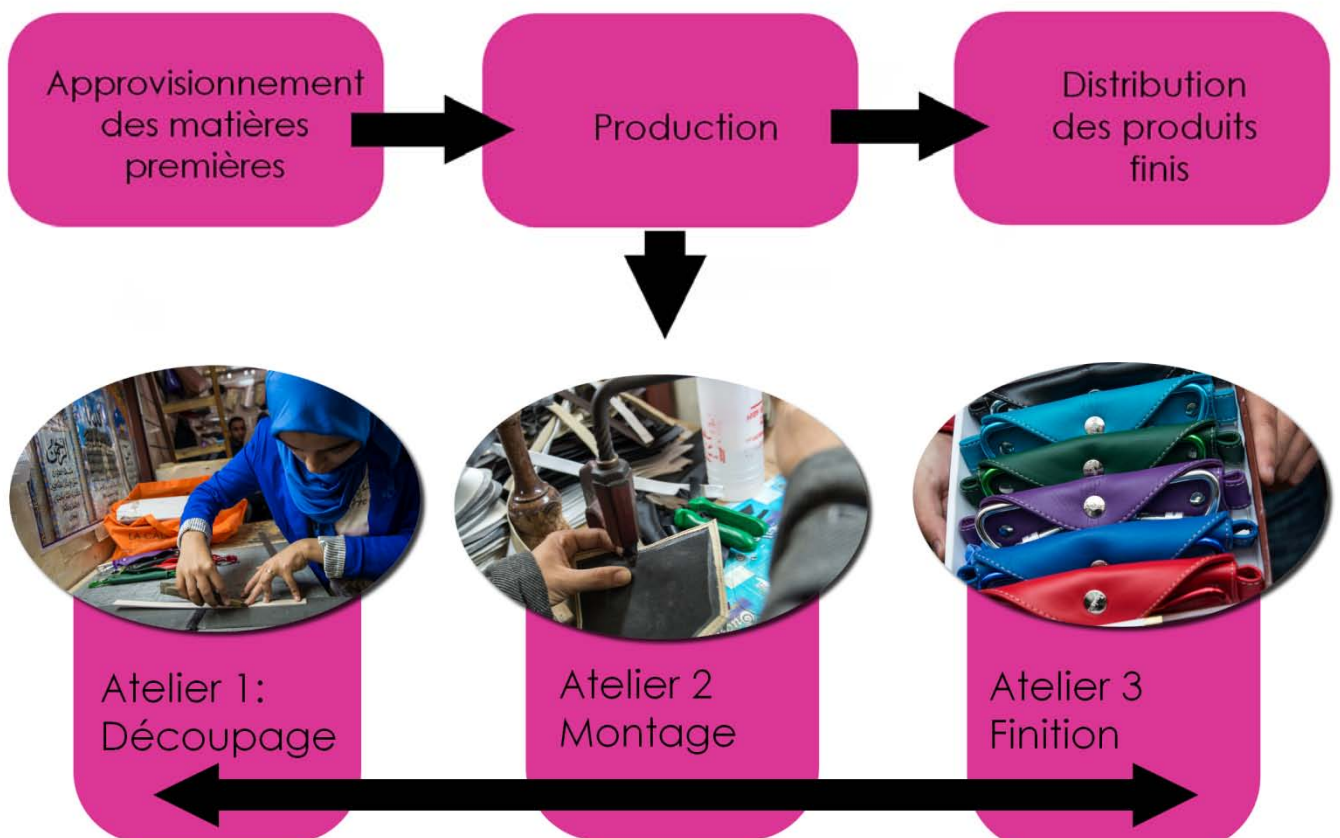 Approvisionnement
des matières
premières
Production
Distribution
des produits
finis
Atelier 1:
Découpage
Atelier 2
Montage
Atelier 3
Finition